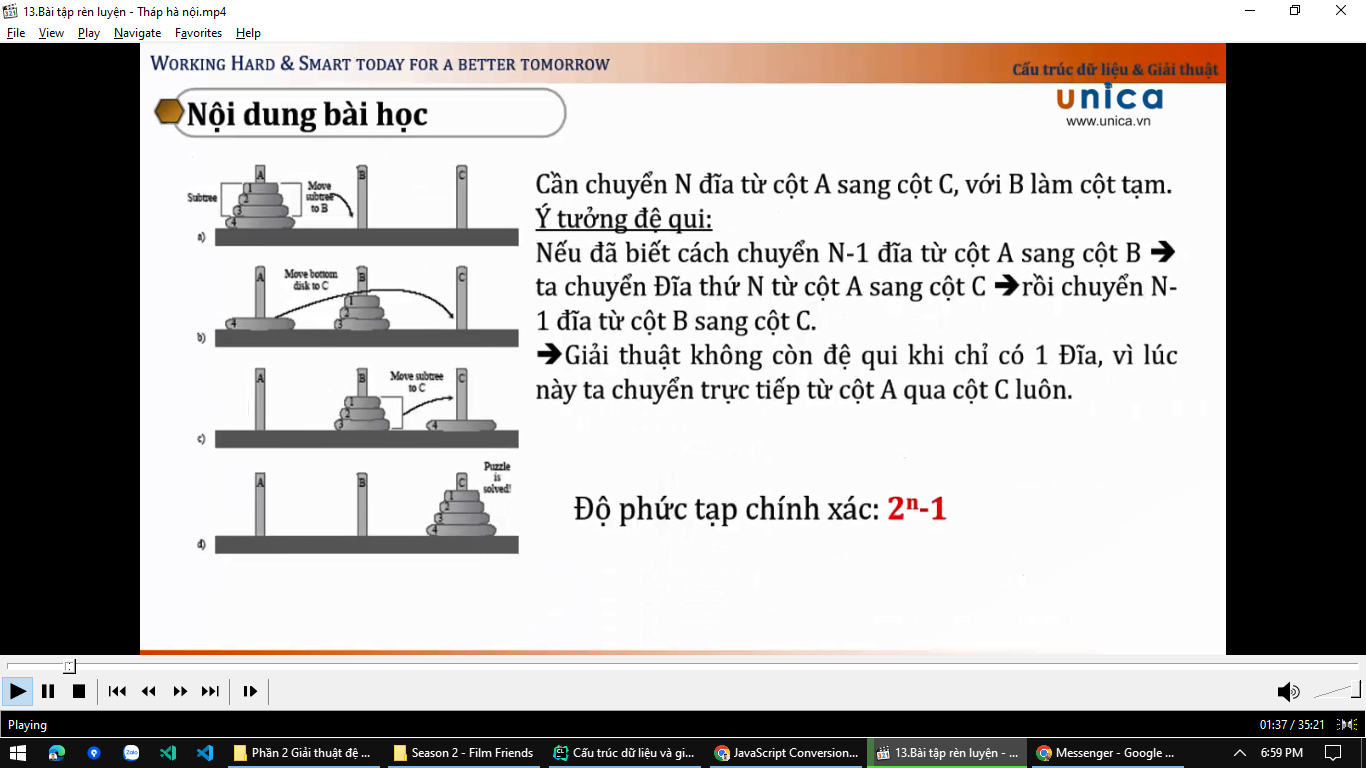 13.Bài tập rèn luyện - Tháp hà nội.mp4
File View Play Navigate Favorites Help
WORKING HARD & SMART TODAY FOR A BETTER TOMORROW
Cấu trúc dữ liệu & Giải thuật
Nội dung bài học
unica
www.unica.vn
A B C
Subtree
1
2
3
4
Move
subtree
to B
a)
A B C
Move bottom
disk to C
1
2
4 3
b)
A B C
Move subtree
to C
1
2
3 4
c)
A B C
Puzzle
is
solved!
1
2
3
4
d)
Cần chuyển N đĩa từ cột A sang cột C, với B làm cột tạm.
Ý tưởng đệ qui:
Nếu đã biết cách chuyển N-1 đĩa từ cột A sang cột B 🡺
ta chuyển Đĩa thứ N từ cột A sang cột C 🡺rồi chuyển N-
1 đĩa từ cột B sang cột C.
🡺Giải thuật không còn đệ qui khi chỉ có 1 Đĩa, vì lúc
này ta chuyển trực tiếp từ cột A qua cột C luôn.
Độ phức tạp chính xác: 2ⁿ-1
Playing
01:37 / 35:21
Zalo
Phần 2 Giải thuật đệ ...
Season 2 - Film Friends
Cấu trúc dữ liệu và gi...
JavaScript Conversion...
13.Bài tập rèn luyện - ...
Messenger - Google ...
6:59 PM